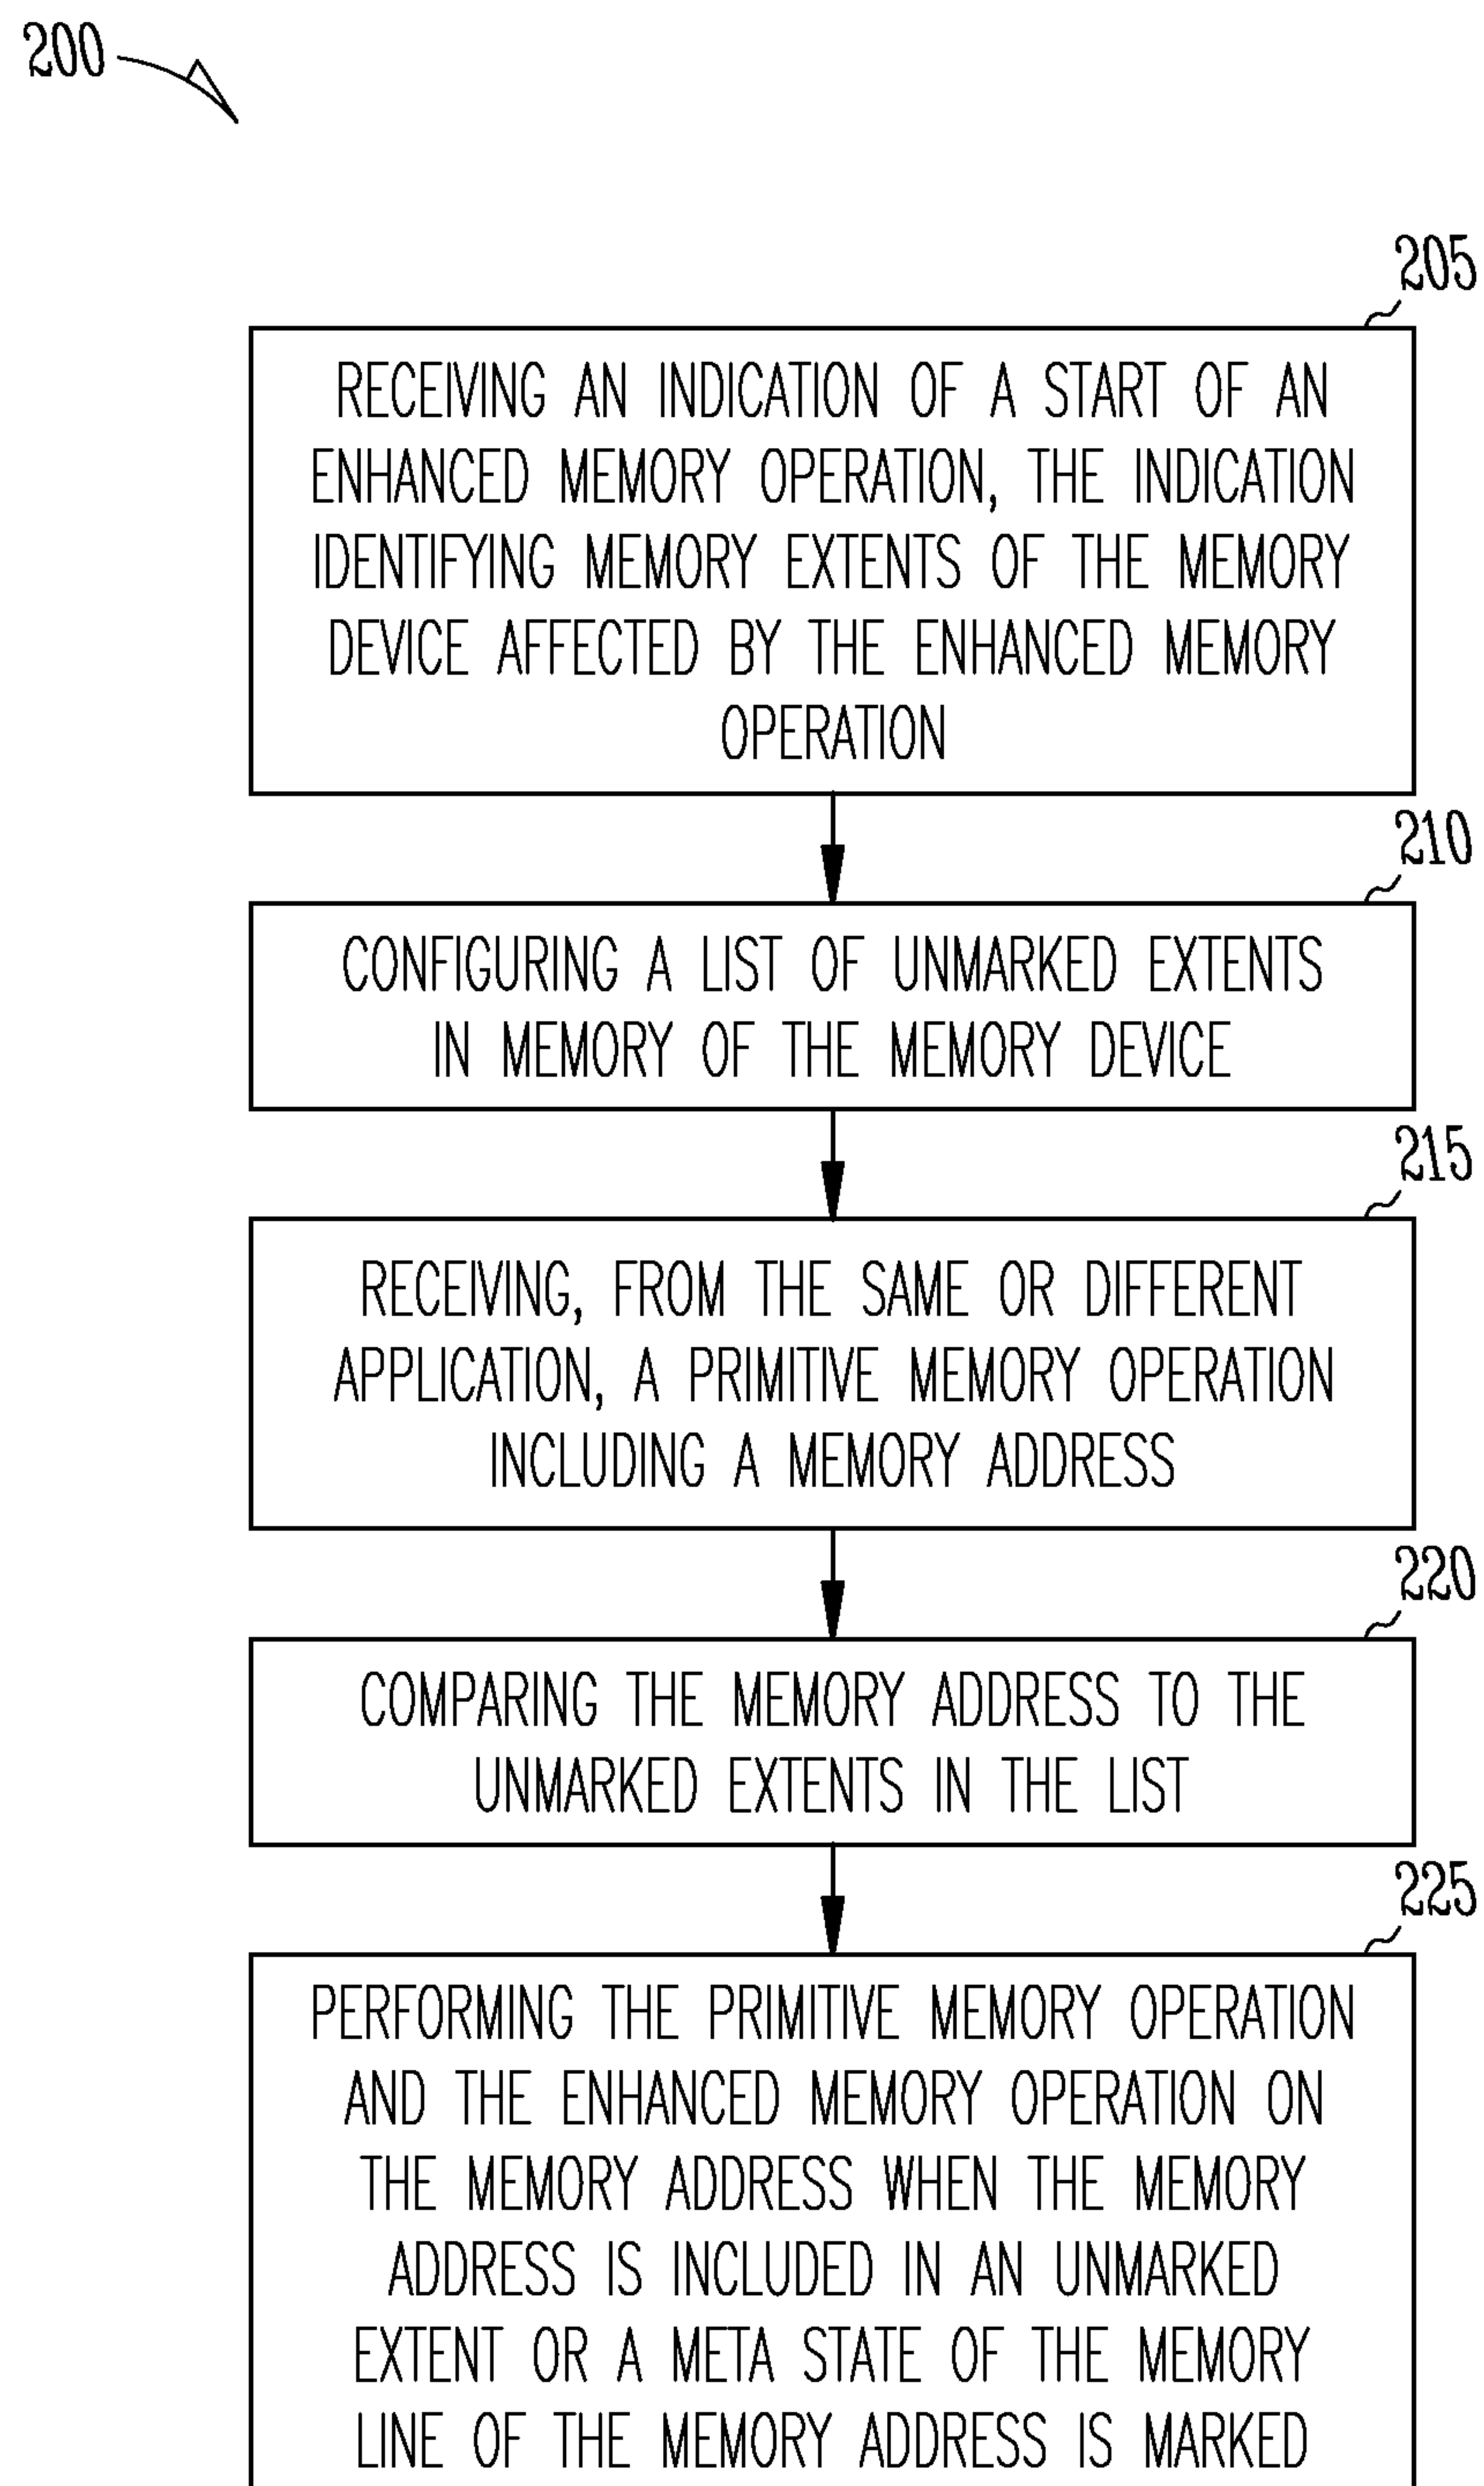 200
205
RECEIVING AN INDICATION OF A START OF AN
ENHANCED MEMORY OPERATION, THE INDICATION
IDENTIFYING MEMORY EXTENTS OF THE MEMORY
DEVICE AFFECTED BY THE ENHANCED MEMORY
OPERATION
210
CONFIGURING A LIST OF UNMARKED EXTENTS
IN MEMORY OF THE MEMORY DEVICE
215
RECEIVING, FROM THE SAME OR DIFFERENT
APPLICATION, A PRIMITIVE MEMORY OPERATION
INCLUDING A MEMORY ADDRESS
220
COMPARING THE MEMORY ADDRESS TO THE
UNMARKED EXTENTS IN THE LIST
225
PERFORMING THE PRIMITIVE MEMORY OPERATION
AND THE ENHANCED MEMORY OPERATION ON
THE MEMORY ADDRESS WHEN THE MEMORY
ADDRESS IS INCLUDED IN AN UNMARKED
EXTENT OR A META STATE OF THE MEMORY
LINE OF THE MEMORY ADDRESS IS MARKED